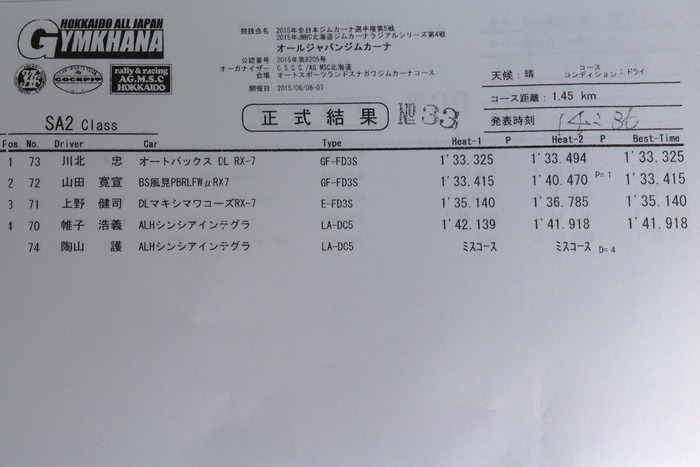 HOKKAIDO ALL JAPAN
GYMKHANA
COCKPIT
rally & racing
AG.M.S.C
HOKKAIDO
競技会名 2015年全日本ジムカーナ選手権第5戦
2015年JMRC北海道ジムカーナラジアルシリーズ第4戦
オールジャパンジムカーナ
公認番号 2015年第8205号
オーガナイザー C.S.C.C./AG.MSC北海道
会場 オートスポーツランドスナガワジムカーナコース
開催日 2015/06/06-07
天候:晴 コースコンディション:ドライ
コース距離: 1.45 km
SA2 Class
正式結果
No 33
発表時刻 14:36
Pos. No. Driver Car Type Heat-1 P Heat-2 P Best-Time
1 73 川北 忠 オートバックス DL RX-7 GF-FD3S 1'33.325 1'33.494 1'33.325
2 72 山田 寛宣 BS風見PBRLFWμRX7 GF-FD3S 1'33.415 1'40.470 P=1 1'33.415
3 71 上野 健司 DLマキシマワコーズRX-7 E-FD3S 1'35.140 1'36.785 1'35.140
4 70 帷子 浩義 ALHシンシアインテグラ LA-DC5 1'42.139 1'41.918 1'41.918
74 陶山 護 ALHシンシアインテグラ LA-DC5 ミスコース ミスコース D=4